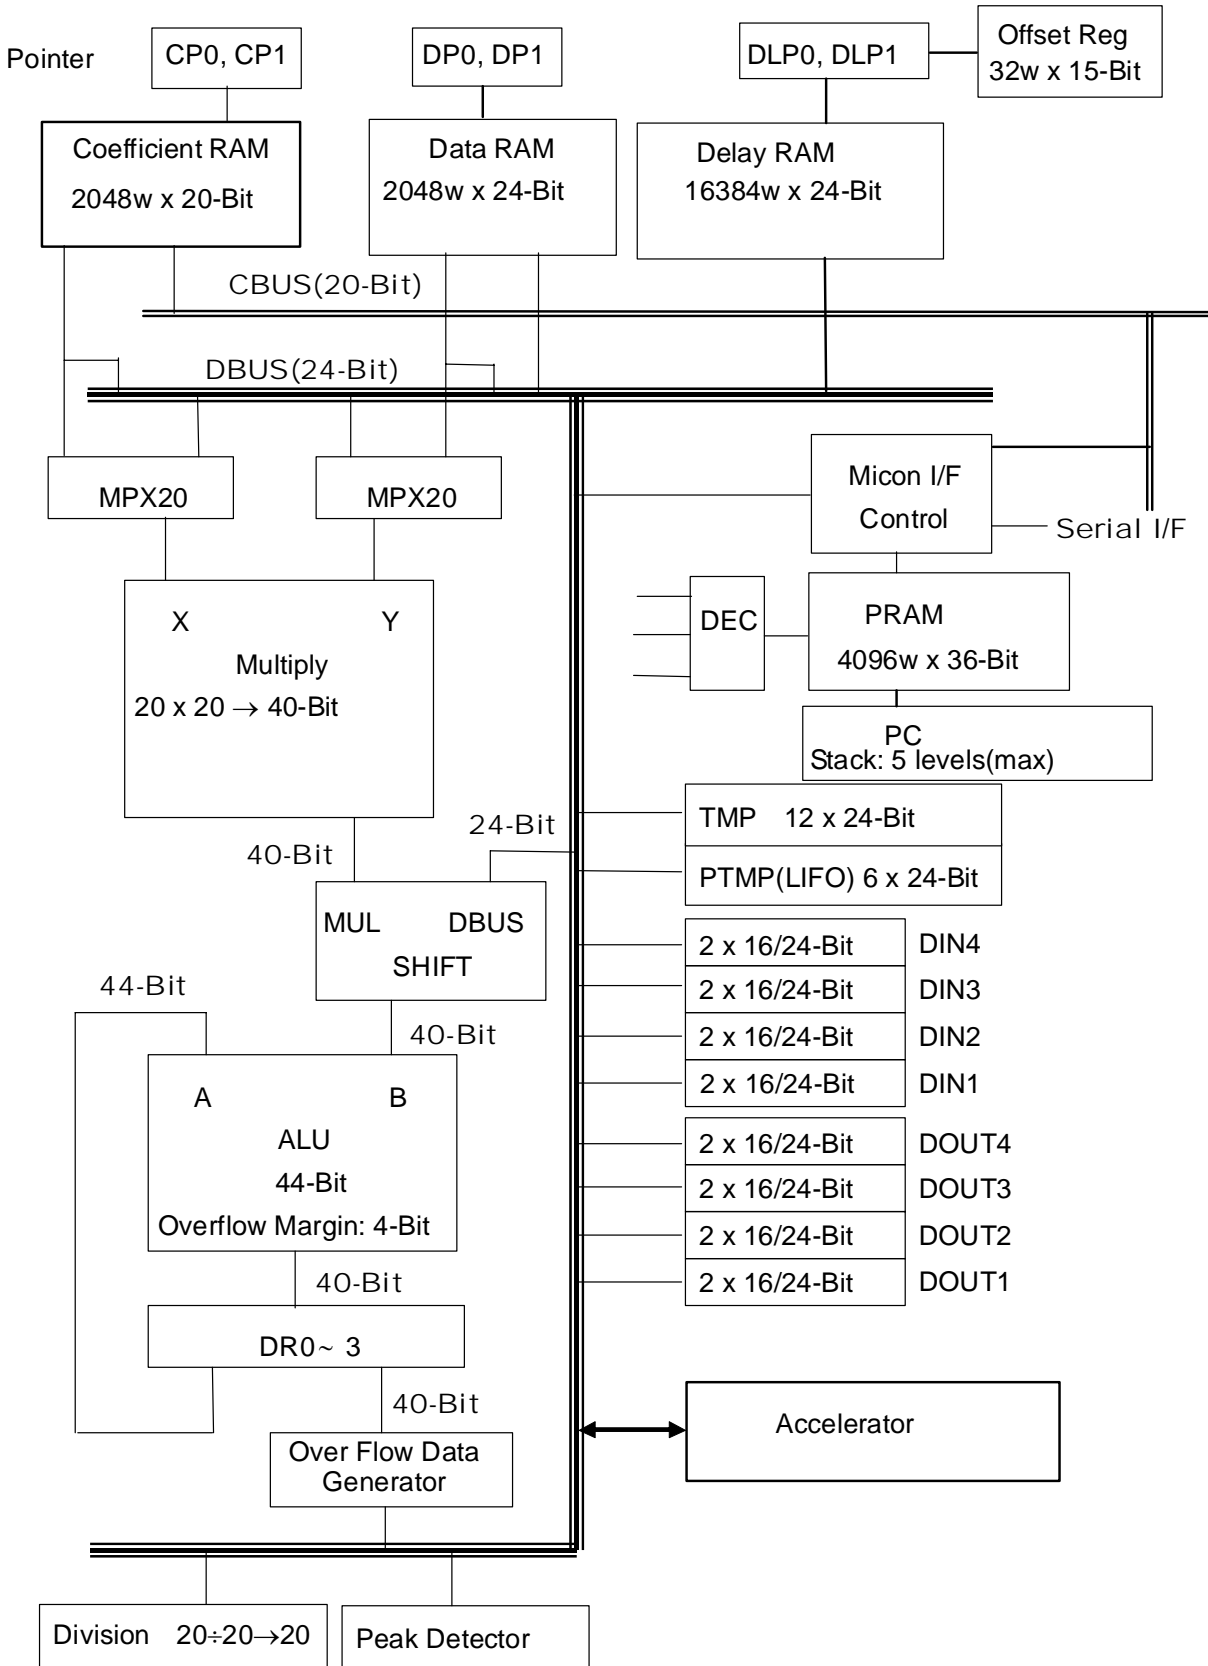 Pointer
CP0, CP1
DP0, DP1
DLP0, DLP1
Offset Reg
32w x 15-Bit
Coefficient RAM
2048w x 20-Bit
Data RAM
2048w x 24-Bit
Delay RAM
16384w x 24-Bit
CBUS(20-Bit)
DBUS(24-Bit)
MPX20
MPX20
Micon I/F
Control
Serial I/F
X
Y
Multiply
20 x 20 → 40-Bit
DEC
PRAM
4096w x 36-Bit
PC
Stack: 5 levels(max)
40-Bit
24-Bit
TMP 12 x 24-Bit
PTMP(LIFO) 6 x 24-Bit
MUL
DBUS
SHIFT
2 x 16/24-Bit DIN4
2 x 16/24-Bit DIN3
2 x 16/24-Bit DIN2
2 x 16/24-Bit DIN1
44-Bit
40-Bit
A
B
ALU
44-Bit
Overflow Margin: 4-Bit
2 x 16/24-Bit DOUT4
2 x 16/24-Bit DOUT3
2 x 16/24-Bit DOUT2
2 x 16/24-Bit DOUT1
40-Bit
DR0~ 3
40-Bit
Over Flow Data
Generator
Accelerator
Division 20÷20→20
Peak Detector